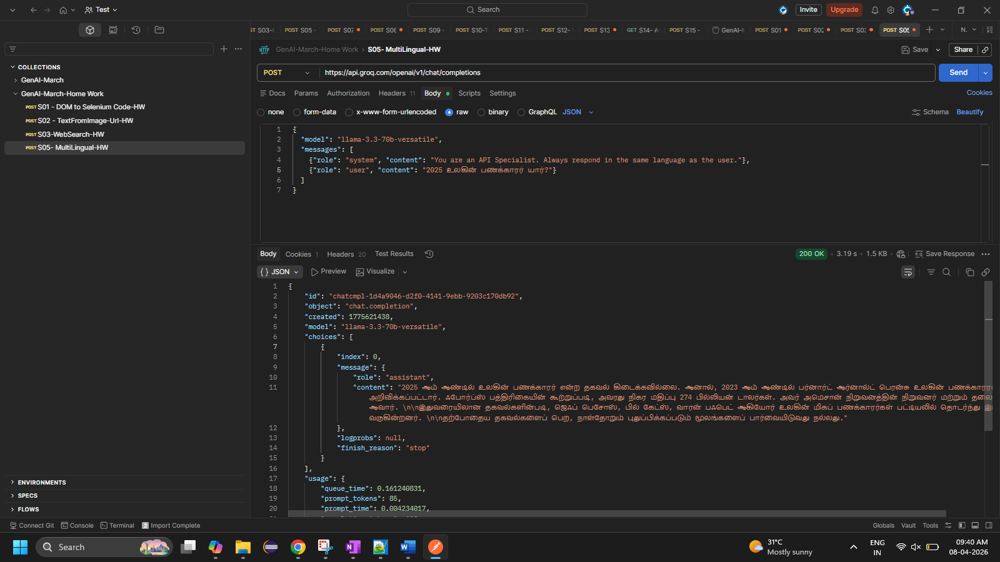 Test
Search
Invite
Upgrade
POST S05 -
POST S07
POST S08
POST S09 -
POST S10-T
POST S11 -
POST S12-
POST S13
GET S14- A
POST S15 -
GenAI-M
POST S01
POST S02
POST S03
POST S05
N.
GenAI-March-Home Work > S05- MultiLingual-HW
Save
Share
COLLECTIONS
GenAI-March
GenAI-March-Home Work
POST S01 - DOM to Selenium Code-HW
POST S02 - TextFromImage-Url-HW
POST S03-WebSearch-HW
POST S05- MultiLingual-HW
POST
https://api.groq.com/openai/v1/chat/completions
Send
Docs Params Authorization Headers 11 Body Scripts Settings
Cookies
none form-data x-www-form-urlencoded raw binary GraphQL JSON
Schema Beautify
1 {
2 "model": "llama-3.3-70b-versatile",
3 "messages": [
4 {"role": "system", "content": "You are an API Specialist. Always respond in the same language as the user."},
5 {"role": "user", "content": "2025 உலகின் பணக்காரர் யார்?"}
6 ]
7 }
Body Cookies 1 Headers 20 Test Results
200 OK 3.19 s 1.5 KB Save Response
{} JSON Preview Visualize
1 {
2 "id": "chatcmpl-1d4a9046-d2f0-4141-9ebb-9203c170db92",
3 "object": "chat.completion",
4 "created": 1775621438,
5 "model": "llama-3.3-70b-versatile",
6 "choices": [
7 {
8 "index": 0,
9 "message": {
10 "role": "assistant",
11 "content": "2025 ஆம் ஆண்டில் உலகின் பணக்காரர் என்ற தகவல் கிடைக்கவில்லை. ஆனால், 2023 ஆம் ஆண்டில் பர்னார்ட் அர்னால்ட் பெரன்சு உலகின் பணக்காரரா
அறிவிக்கப்பட்டார். ஃபோர்ப்ஸ் பத்திரிகையின் கூற்றுப்படி, அவரது நிகர மதிப்பு 274 பில்லியன் டாலர்கள். அவர் அமெசான் நிறுவனத்தின் நிறுவனர் மற்றும் தலை
ஆவார். \n\nஇதுவரையிலான தகவல்களின்படி, ஜெஃப் பெசோஸ், பில் கேட்ஸ், வாரன் பஃபெட் ஆகியோர் உலகின் மிகப் பணக்காரர்கள் பட்டியலில் தொடர்ந்து இ
வருகின்றனர். \n\nதற்போதைய தகவல்களைப் பெற, நாள்தோறும் புதுப்பிக்கப்படும் மூலங்களைப் பார்வையிடுவது நல்லது."
12 },
13 "logprobs": null,
14 "finish_reason": "stop"
15 }
16 ],
17 "usage": {
18 "queue_time": 0.161240831,
19 "prompt_tokens": 85,
20 "prompt_time": 0.004234017,
ENVIRONMENTS
SPECS
FLOWS
Connect Git Console Terminal 2 Import Complete
Globals Vault Tools
Search
31°C
Mostly sunny
ENG
IN
09:40 AM
08-04-2026